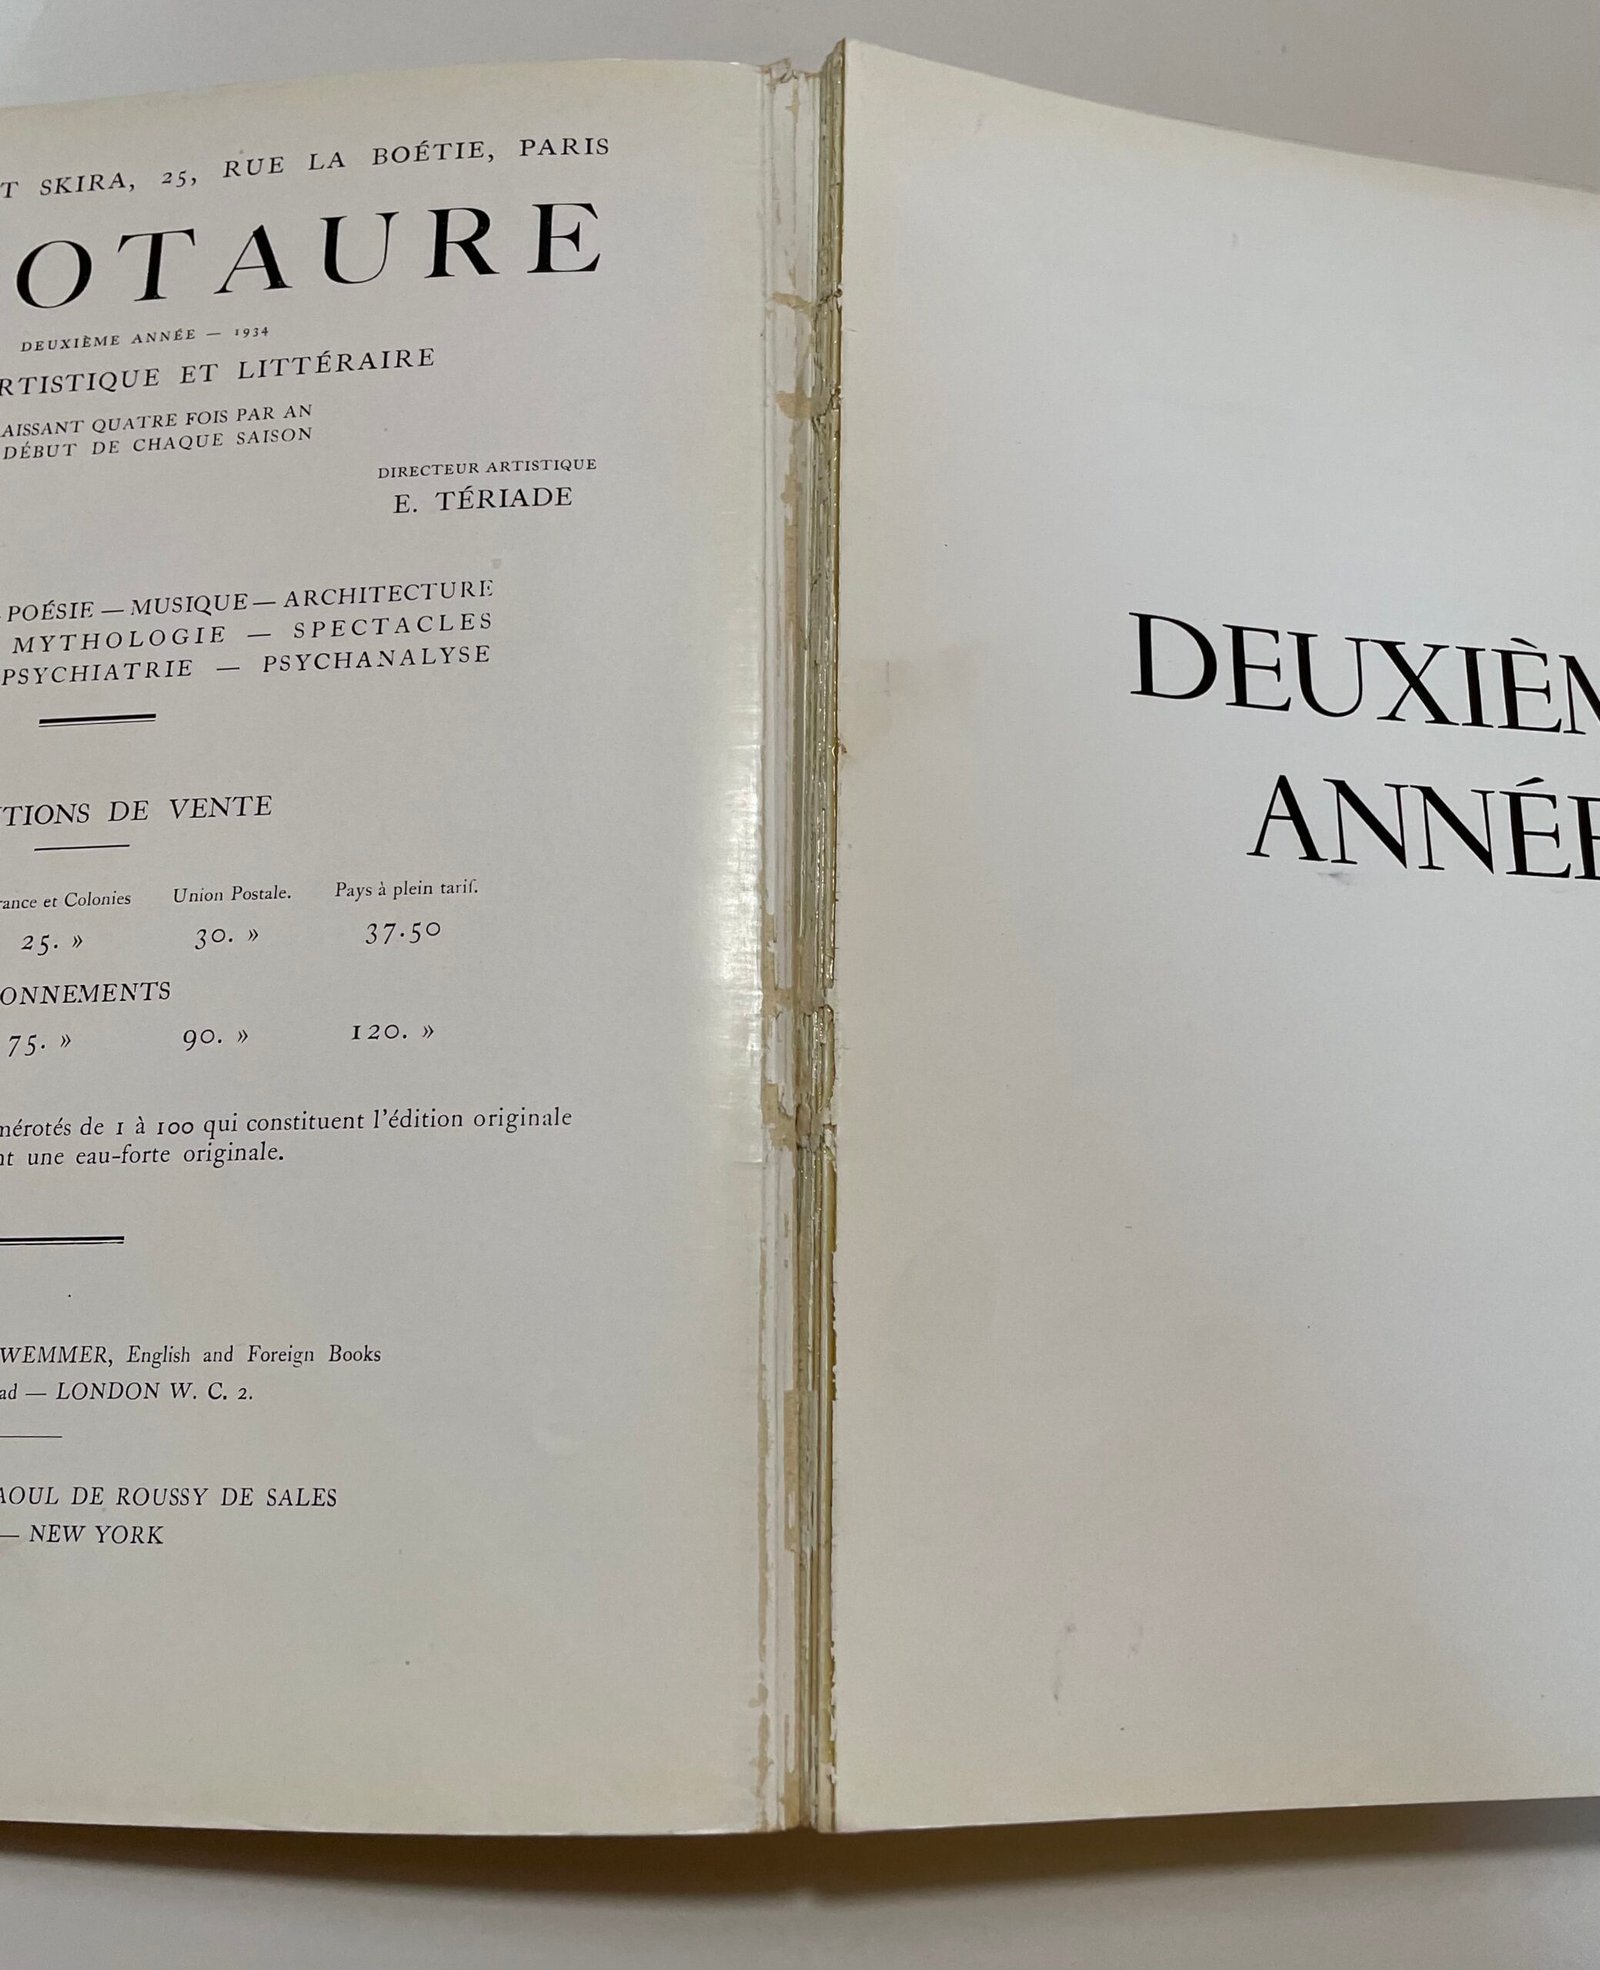 SKIRA, 25, RUE LA BOÉTIE, PARIS
OTAURE
DEUXIÈME ANNÉE — 1934
RTISTIQUE ET LITTÉRAIRE
AISSANT QUATRE FOIS PAR AN
DÉBUT DE CHAQUE SAISON
DIRECTEUR ARTISTIQUE
E. TÉRIADE
POÉSIE — MUSIQUE — ARCHITECTURE
MYTHOLOGIE — SPECTACLES
PSYCHIATRIE — PSYCHANALYSE
TIONS DE VENTE
rance et Colonies Union Postale. Pays à plein tarif.
25. » 30. » 37.50
ONNEMENTS
75. » 90. » 120. »
mérotés de 1 à 100 qui constituent l'édition originale
nt une eau-forte originale.
WEMMER, English and Foreign Books
ad — LONDON W. C. 2.
AOUL DE ROUSSY DE SALES
— NEW YORK
DEUXIÈM
ANNÉE